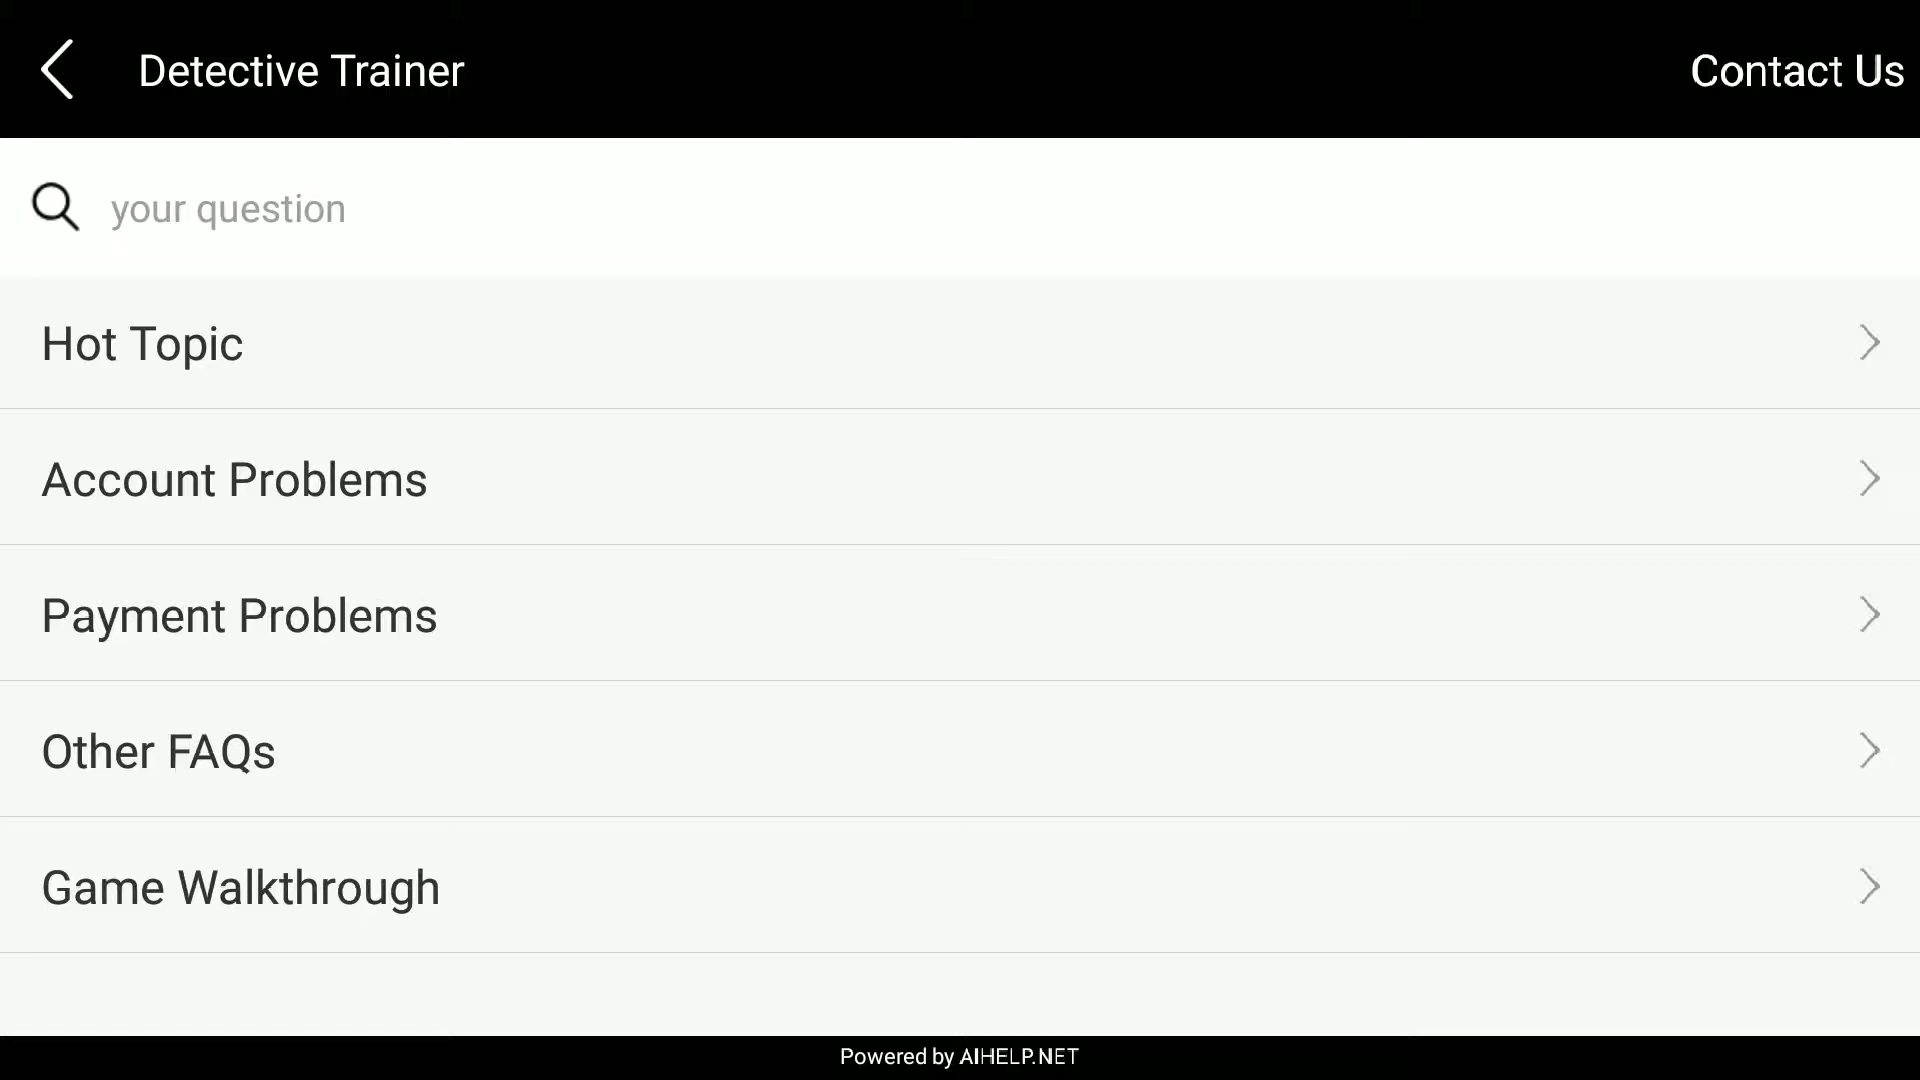 Detective Trainer
Contact Us
your question
Hot Topic
Account Problems
Payment Problems
Other FAQs
Game Walkthrough
Powered by AIHELP.NET